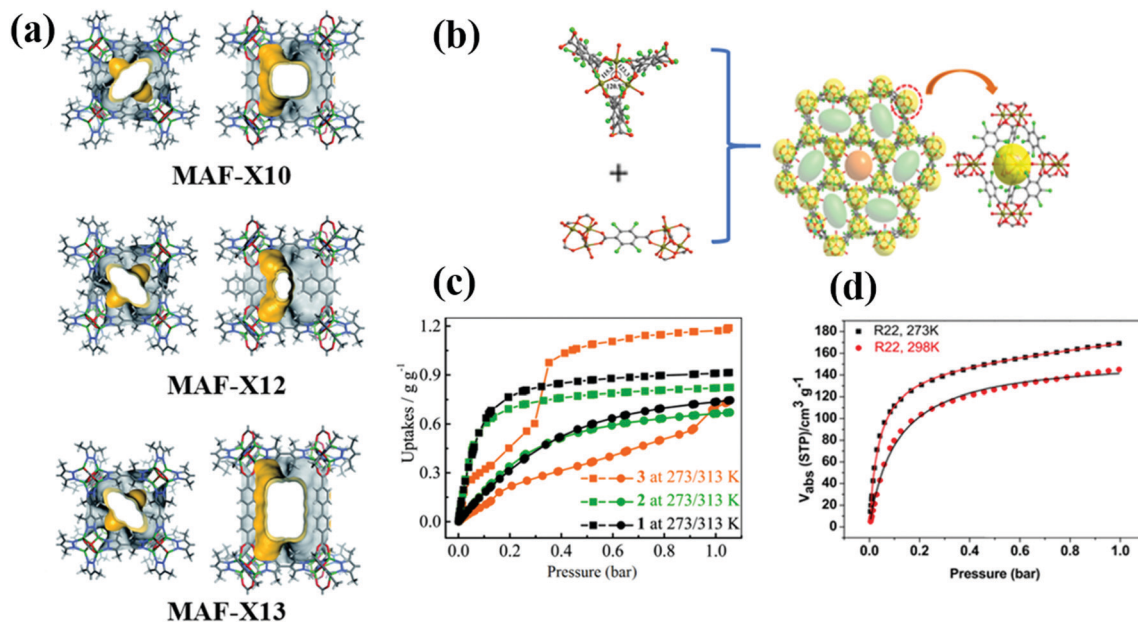 (a)
MAF-X10
MAF-X12
MAF-X13
(b)
+
(c)
Uptakes / g g⁻¹
1.2
0.9
0.6
0.3
0.0
3 at 273/313 K
2 at 273/313 K
1 at 273/313 K
0.0 0.2 0.4 0.6 0.8 1.0
Pressure (bar)
(d)
V_abs (STP)/cm³ g⁻¹
180
160
140
120
100
80
60
40
20
0
R22, 273K
R22, 298K
0.0 0.2 0.4 0.6 0.8 1.0
Pressure (bar)